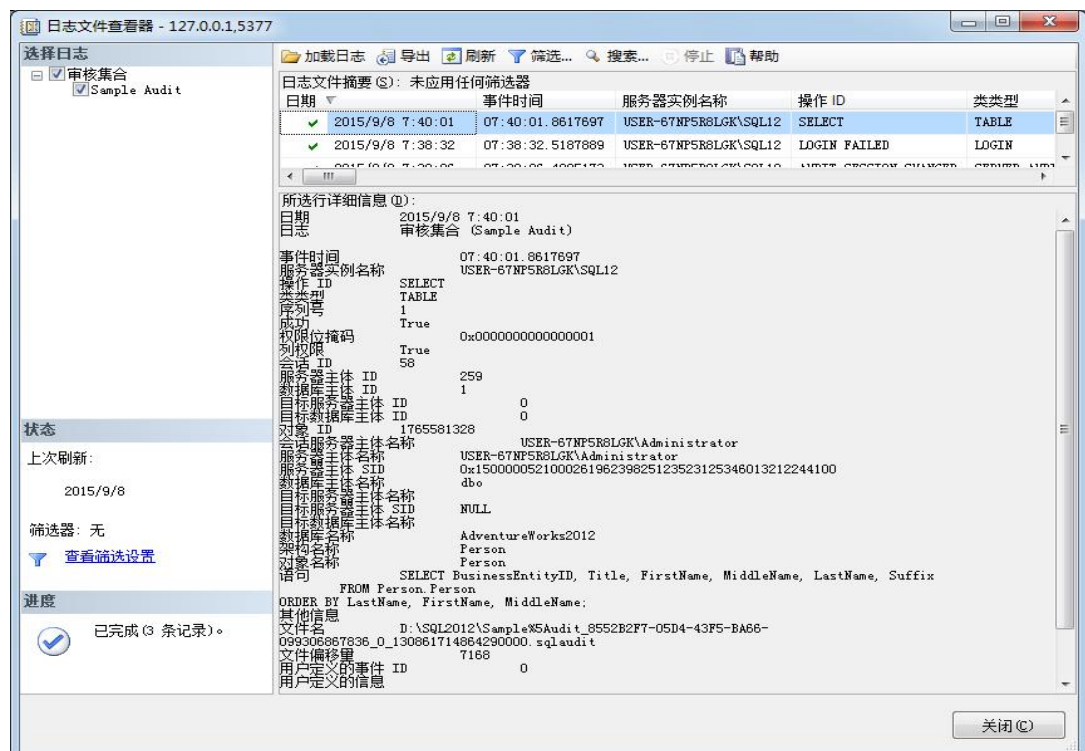 日志文件查看器 - 127.0.0.1,5377
选择日志
审核集合
Sample Audit
加载日志 导出 刷新 筛选... 搜索... 停止 帮助
日志文件摘要(S): 未应用任何筛选器
日期 事件时间 服务器实例名称 操作 ID 类类型
2015/9/8 7:40:01 07:40:01.8617697 USER-67NP5R8LGK\SQL12 SELECT TABLE
2015/9/8 7:38:32 07:38:32.5187889 USER-67NP5R8LGK\SQL12 LOGIN FAILED LOGIN
所选行详细信息(D):
日期 2015/9/8 7:40:01
日志 审核集合 (Sample Audit)
事件时间 07:40:01.8617697
服务器实例名称 USER-67NP5R8LGK\SQL12
操作 ID SELECT
类类型 TABLE
序列号 1
成功 True
权限位掩码 0x0000000000000001
列权限 True
会话 ID 58
服务器主体 ID 259
数据库主体 ID 1
目标服务器主体 ID 0
目标数据库主体 ID 0
对象 ID 1765581328
会话服务器主体名称 USER-67NP5R8LGK\Administrator
服务器主体名称 USER-67NP5R8LGK\Administrator
服务器主体 SID 0x150000052100026196239825123523125346013212244100
数据库主体名称 dbo
目标服务器主体名称
目标服务器主体 SID NULL
目标数据库主体名称
数据库名称 AdventureWorks2012
架构名称 Person
对象名称 Person
语句 SELECT BusinessEntityID, Title, FirstName, MiddleName, LastName, Suffix
FROM Person.Person
ORDER BY LastName, FirstName, MiddleName;
其他信息
文件名 D:\SQL2012\Sample%5Audit_8552B2F7-05D4-43F5-BA66-
099306867836_0_130861714864290000.sqlaudit
文件偏移量 7168
用户定义的事件 ID 0
用户定义的信息
状态
上次刷新:
2015/9/8
筛选器: 无
查看筛选设置
进度
已完成(3 条记录)。
关闭(C)